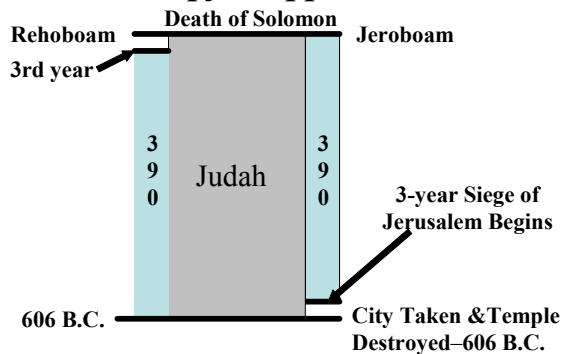 Death of Solomon
Rehoboam
Jeroboam
3rd year
3
9
0
Judah
3
9
0
3-year Siege of
Jerusalem Begins
606 B.C.
City Taken &Temple
Destroyed–606 B.C.